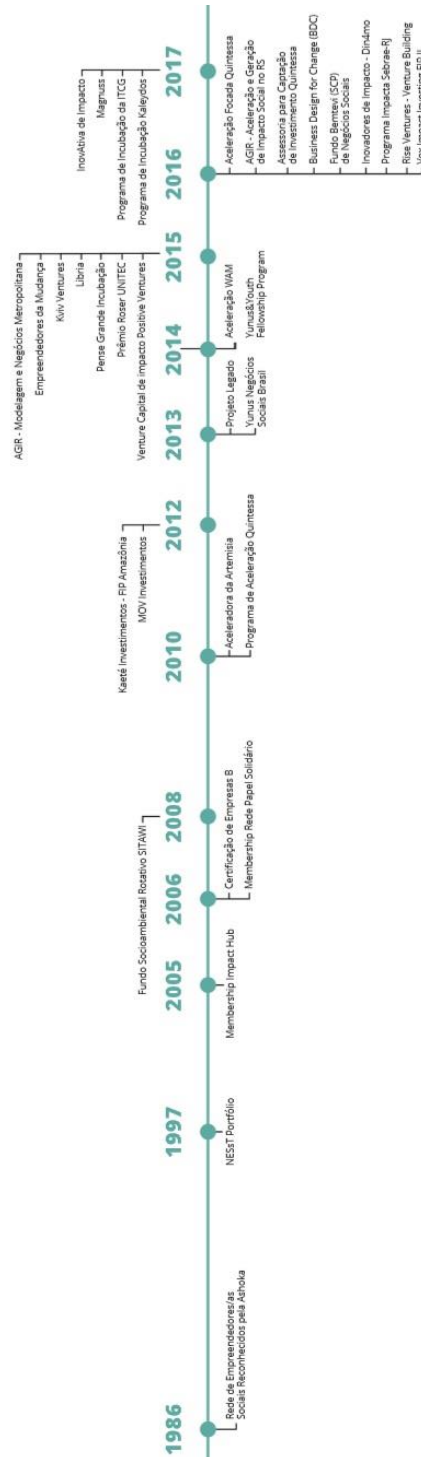 1986
Rede de Empreendedores/as
Sociais Reconhecidos pela Ashoka
1997
NESsT Portfólio
2005
Membership Impact Hub
2006
Certificação de Empresas B
Membership Rede Papel Solidário
2008
Fundo Socioambiental Rotativo SITAWI
2010
Aceleradora da Artemisia
Programa de Aceleração Quintessa
2012
Kaeté Investimentos - FIP Amazônia
MOV Investimentos
2013
Projeto Legado
Yunus Negócios
Sociais Brasil
2014
Aceleração WAM
Yunus&Youth
Fellowship Program
2015
AGIR - Modelagem e Negócios Metropolitana
Empreendedores da Mudança
Kviv Ventures
Libria
Pense Grande Incubação
Prêmio Roser UNITEC
Venture Capital de impacto Positive Ventures
2016
Aceleração Focada Quintessa
AGIR - Aceleração e Geração
de Impacto Social no RS
Assessoria para Captação
de Investimento Quintessa
Business Design for Change (BDC)
Fundo Bemtevi (SCP)
de Negócios Sociais
Inovadores de Impacto - Din4mo
Programa Impacta Sebrae-RJ
Rise Ventures - Venture Building
2017
InovAtiva de Impacto
Magnuss
Programa de Incubação da ITCG
Programa de Incubação Kaleydos